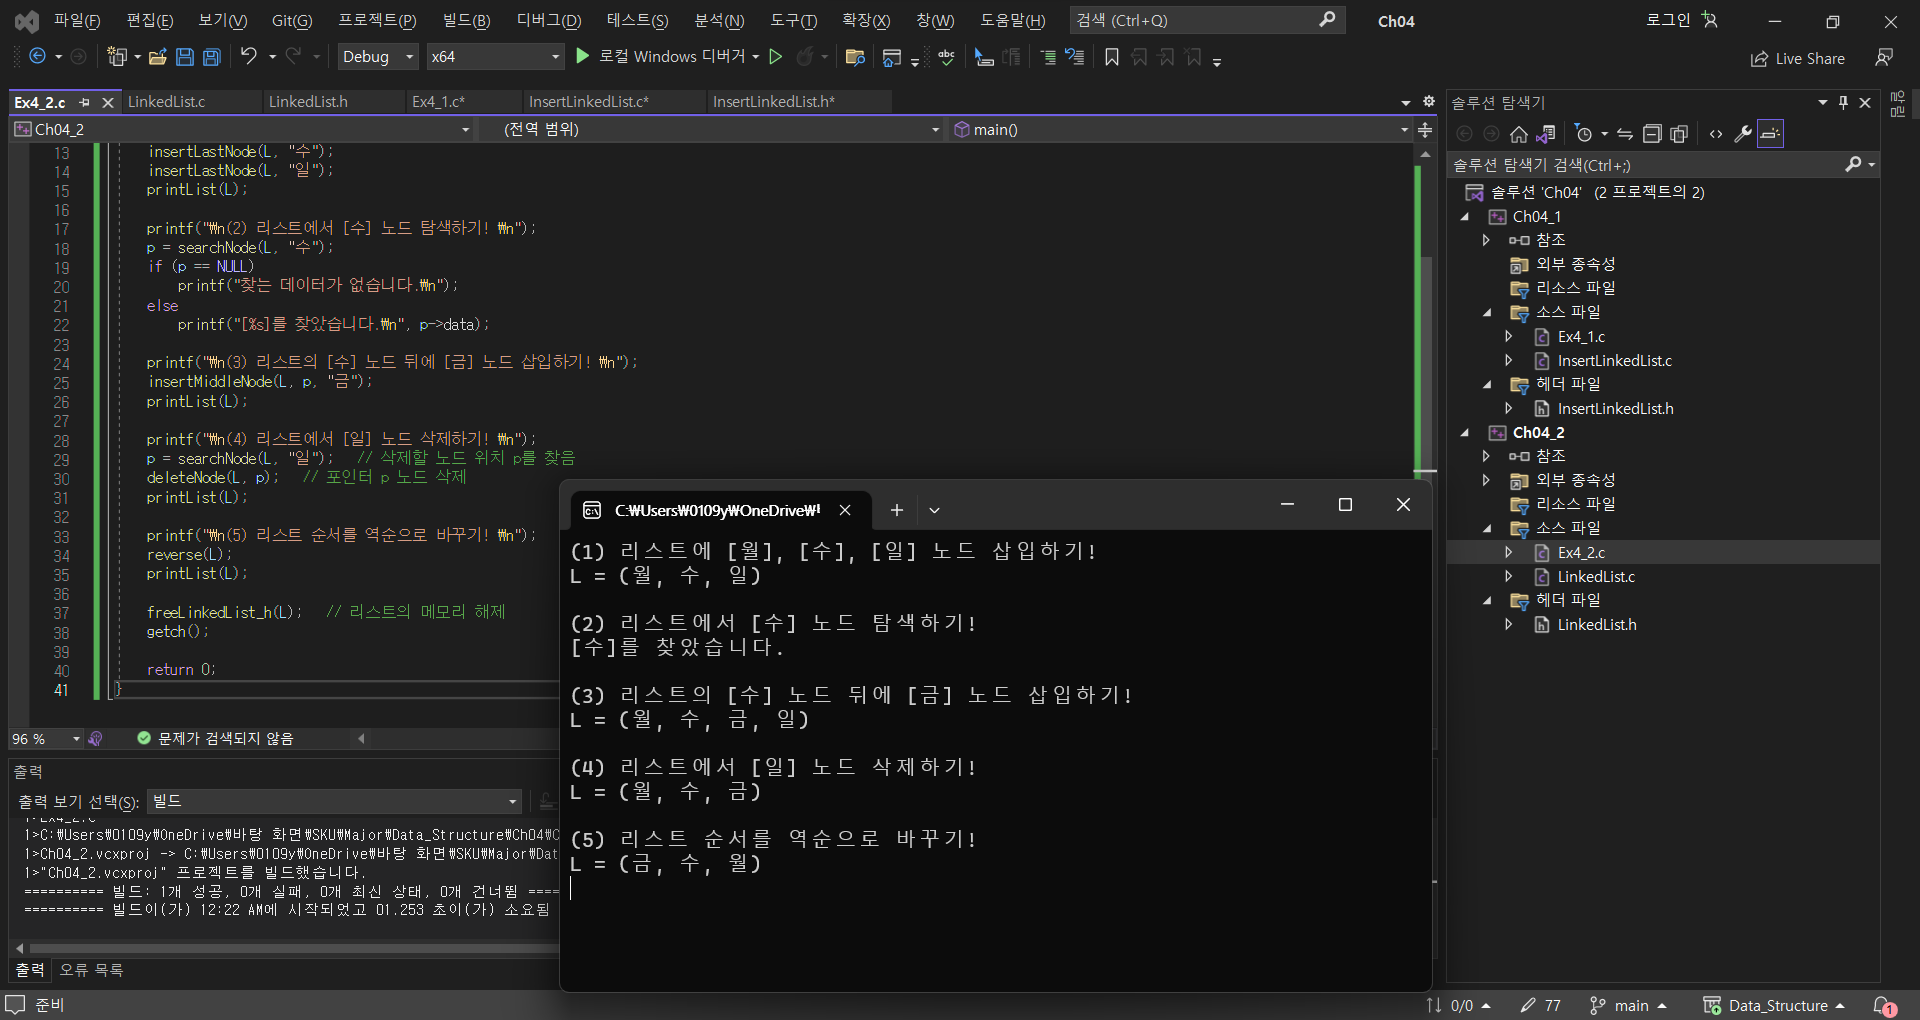 파일(F) 편집(E) 보기(V) Git(G) 프로젝트(P) 빌드(B) 디버그(D) 테스트(S) 분석(N) 도구(T) 확장(X) 창(W) 도움말(H) 검색 (Ctrl+Q) Ch04 로그인
Debug x64 로컬 Windows 디버거 Live Share
Ex4_2.c LinkedList.c LinkedList.h Ex4_1.c* InsertLinkedList.c* InsertLinkedList.h*
Ch04_2 (전역 범위) main()
13 insertLastNode(L, "수");
14 insertLastNode(L, "일");
15 printList(L);
16
17 printf("₩n(2) 리스트에서 [수] 노드 탐색하기! ₩n");
18 p = searchNode(L, "수");
19 if (p == NULL)
20 printf("찾는 데이터가 없습니다.₩n");
21 else
22 printf("[%s]를 찾았습니다.₩n", p->data);
23
24 printf("₩n(3) 리스트의 [수] 노드 뒤에 [금] 노드 삽입하기! ₩n");
25 insertMiddleNode(L, p, "금");
26 printList(L);
27
28 printf("₩n(4) 리스트에서 [일] 노드 삭제하기! ₩n");
29 p = searchNode(L, "일"); // 삭제할 노드 위치 p를 찾음
30 deleteNode(L, p); // 포인터 p 노드 삭제
31 printList(L);
32
33 printf("₩n(5) 리스트 순서를 역순으로 바꾸기! ₩n");
34 reverse(L);
35 printList(L);
36
37 freeLinkedList_h(L); // 리스트의 메모리 해제
38 getch();
39
40 return 0;
41 }
96 % 문제가 검색되지 않음
출력
출력 보기 선택(S): 빌드
1>Ex4_2.c
1>C:₩Users₩0109y₩OneDrive₩바탕 화면₩SKU₩Major₩Data_Structure₩Ch04₩C
1>Ch04_2.vcxproj -> C:₩Users₩0109y₩OneDrive₩바탕 화면₩SKU₩Major₩Dat
1>"Ch04_2.vcxproj" 프로젝트를 빌드했습니다.
========== 빌드: 1개 성공, 0개 실패, 0개 최신 상태, 0개 건너뜀 ====
========== 빌드이(가) 12:22 AM에 시작되었고 01.253 초이(가) 소요됨
출력 오류 목록
준비
C:₩Users₩0109y₩OneDrive₩
(1) 리스트에 [월], [수], [일] 노드 삽입하기!
L = (월, 수, 일)
(2) 리스트에서 [수] 노드 탐색하기!
[수]를 찾았습니다.
(3) 리스트의 [수] 노드 뒤에 [금] 노드 삽입하기!
L = (월, 수, 금, 일)
(4) 리스트에서 [일] 노드 삭제하기!
L = (월, 수, 금)
(5) 리스트 순서를 역순으로 바꾸기!
L = (금, 수, 월)
솔루션 탐색기
솔루션 탐색기 검색(Ctrl+;)
솔루션 'Ch04' (2 프로젝트의 2)
Ch04_1
참조
외부 종속성
리소스 파일
소스 파일
Ex4_1.c
InsertLinkedList.c
헤더 파일
InsertLinkedList.h
Ch04_2
참조
외부 종속성
리소스 파일
소스 파일
Ex4_2.c
LinkedList.c
헤더 파일
LinkedList.h
알림
0/0 77 main Data_Structure 1